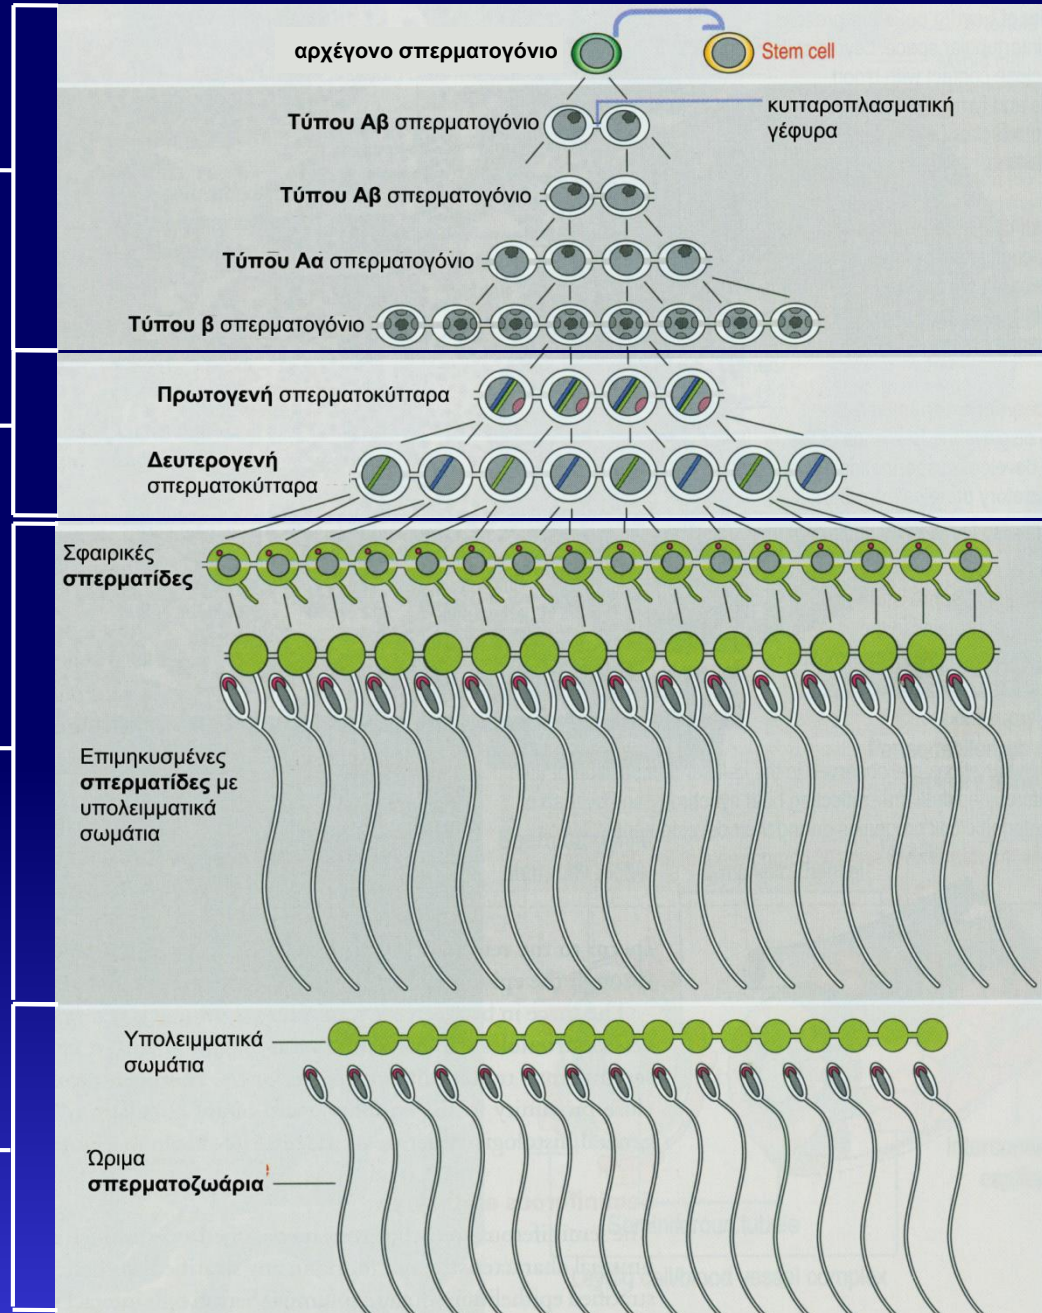 αρχέγονο σπερματογόνιο
Stem cell
κυτταροπλασματική
γέφυρα
Τύπου Αβ σπερματογόνιο
Τύπου Αβ σπερματογόνιο
Τύπου Αα σπερματογόνιο
Τύπου β σπερματογόνιο
Πρωτογενή σπερματοκύτταρα
Δευτερογενή
σπερματοκύτταρα
Σφαιρικές
σπερματίδες
Επιμηκυσμένες
σπερματίδες με
υπολειμματικά
σωμάτια
Υπολειμματικά
σωμάτια
Ώριμα
σπερματοζωάρια